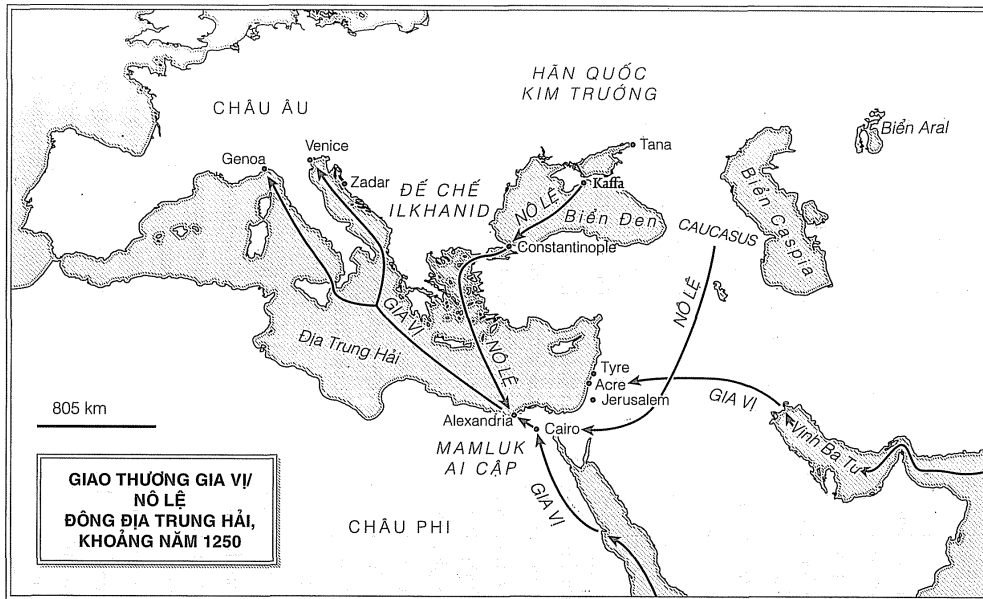 HÃN QUỐC
KIM TRƯỚNG
CHÂU ÂU
Biển Aral
Venice
Tana
Genoa
Zadar
Kaffa
ĐẾ CHẾ
ILKHANID
NÔ LỆ
Biển Đen
Biển Caspia
CAUCASUS
Constantinople
NÔ LỆ
GIA VỊ
Địa Trung Hải
NÔ LỆ
Tyre
Acre
Jerusalem
GIA VỊ
805 km
Alexandria
Cairo
Vịnh Ba Tư
MAMLUK
AI CẬP
GIA VỊ
CHÂU PHI
GIAO THƯƠNG GIA VỊ/
NÔ LỆ
ĐÔNG ĐỊA TRUNG HẢI,
KHOẢNG NĂM 1250